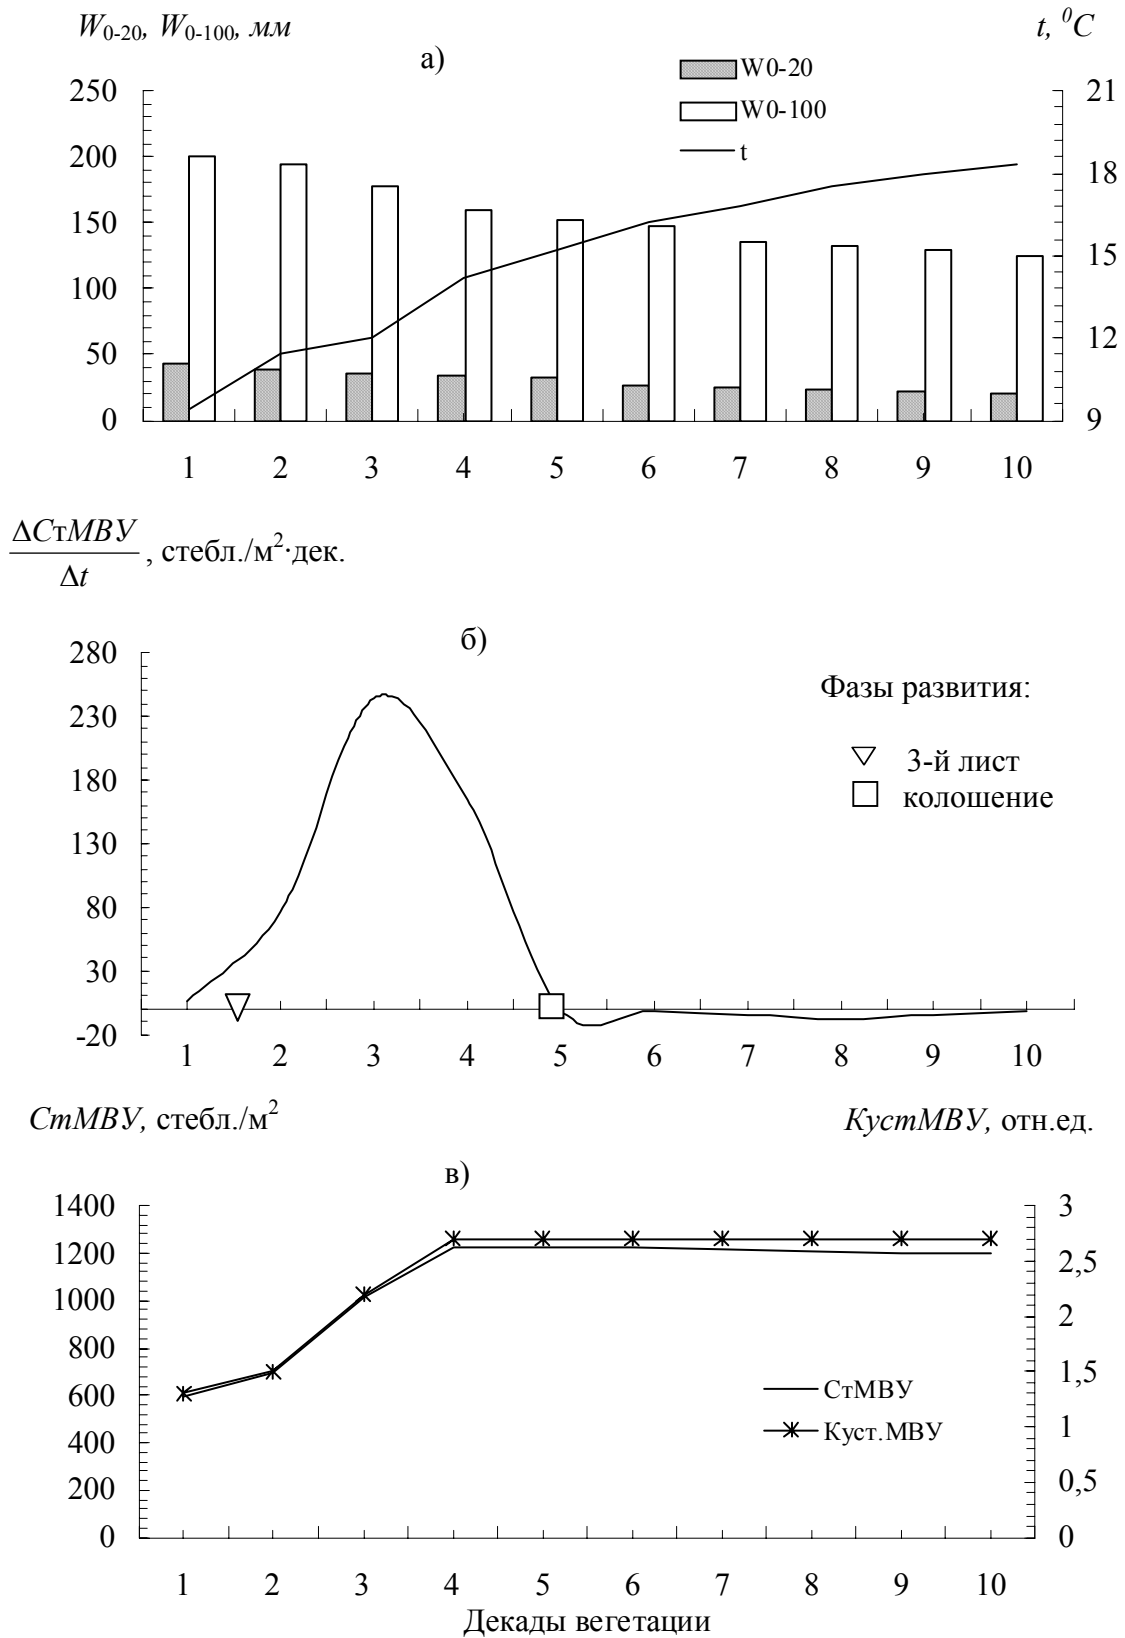 W0-20, W0-100, мм
t, 0С
а)
W0-20
W0-100
t
250
200
150
100
50
0
21
18
15
12
9
1 2 3 4 5 6 7 8 9 10
ΔСтМВУ
Δt
, стебл./м2·дек.
б)
280
230
180
130
80
30
-20
Фазы развития:
3-й лист
колошение
1 2 3 4 5 6 7 8 9 10
СтМВУ, стебл./м2
КустМВУ, отн.ед.
в)
1400
1200
1000
800
600
400
200
0
3
2,5
2
1,5
1
0,5
0
СтМВУ
Куст.МВУ
1 2 3 4 5 6 7 8 9 10
Декады вегетации